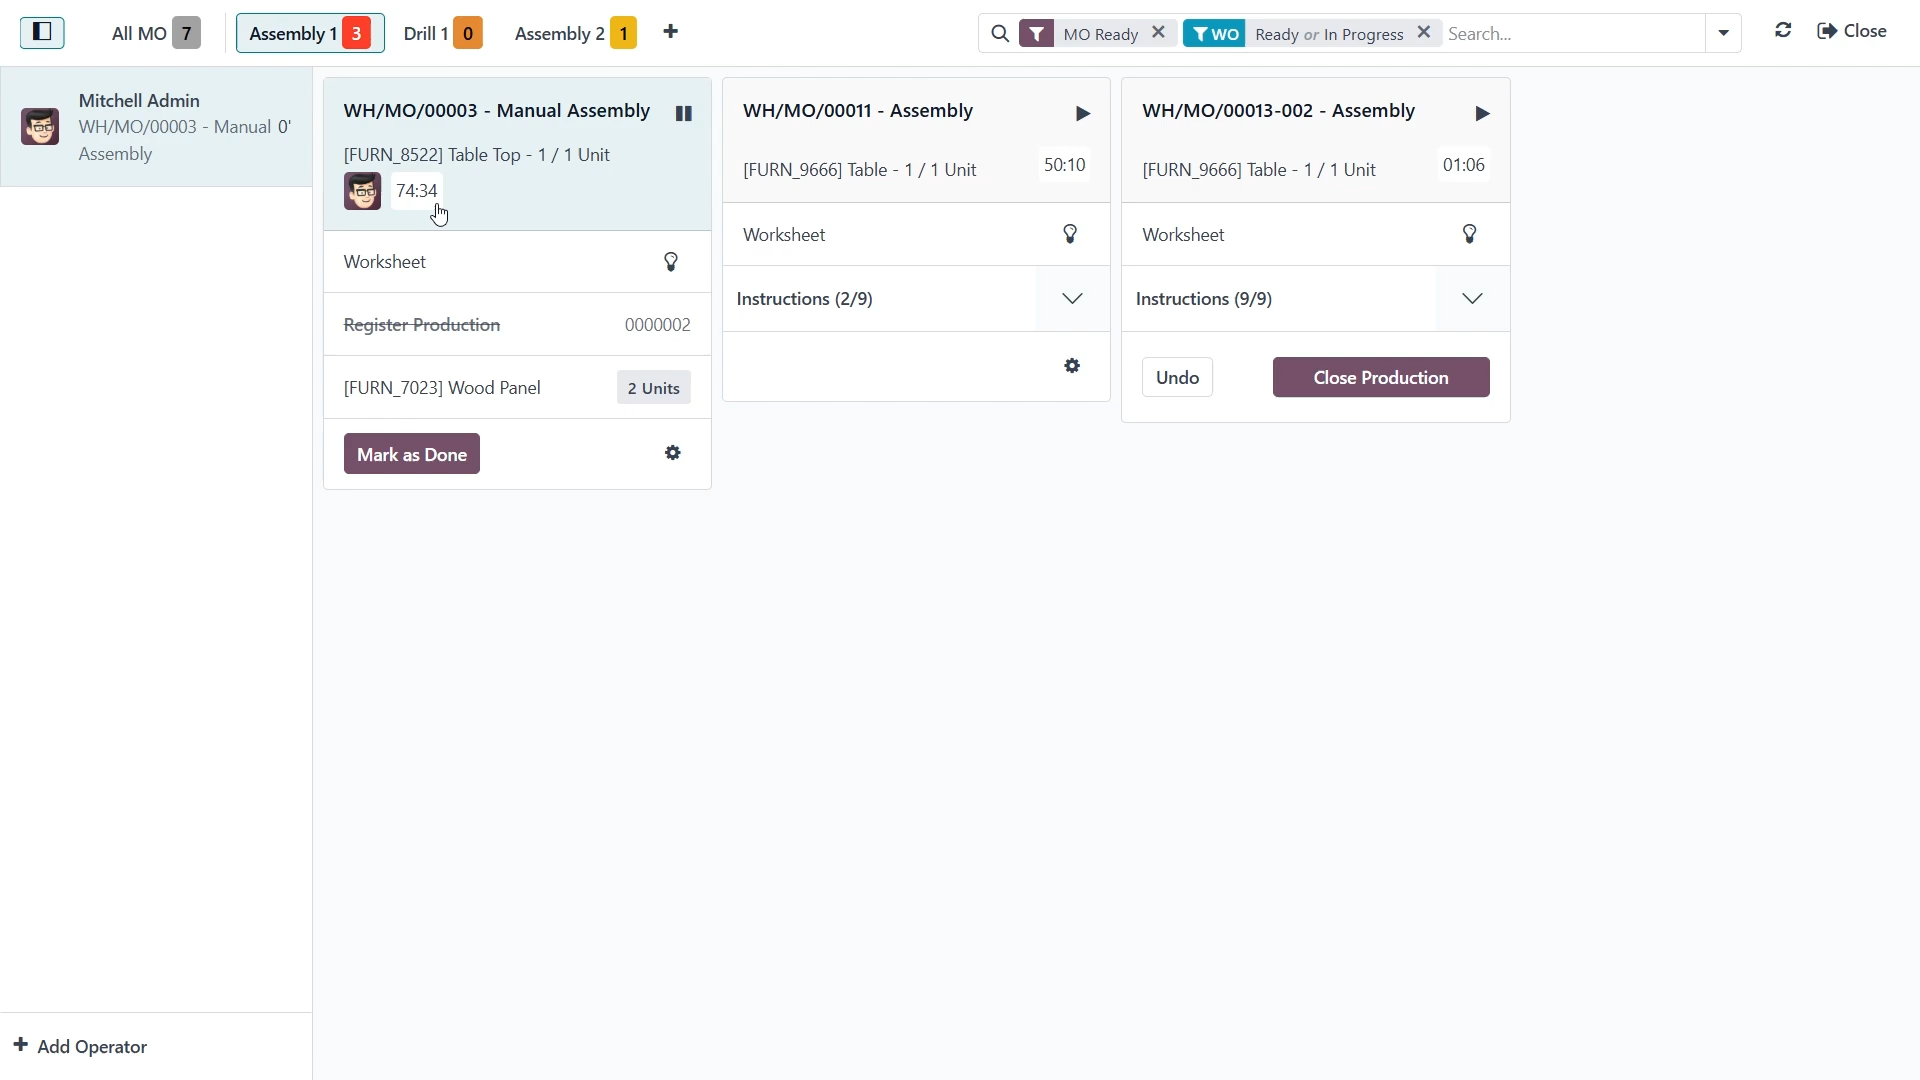 All MO 7
Assembly 1 3
Drill 1 0
Assembly 2 1
MO Ready
WO Ready or In Progress
Search...
Close
Mitchell Admin
WH/MO/00003 - Manual 0'
Assembly
Add Operator
WH/MO/00003 - Manual Assembly
[FURN_8522] Table Top - 1 / 1 Unit
74:34
Worksheet
Register Production 0000002
[FURN_7023] Wood Panel 2 Units
Mark as Done
WH/MO/00011 - Assembly
[FURN_9666] Table - 1 / 1 Unit 50:10
Worksheet
Instructions (2/9)
WH/MO/00013-002 - Assembly
[FURN_9666] Table - 1 / 1 Unit 01:06
Worksheet
Instructions (9/9)
Undo Close Production